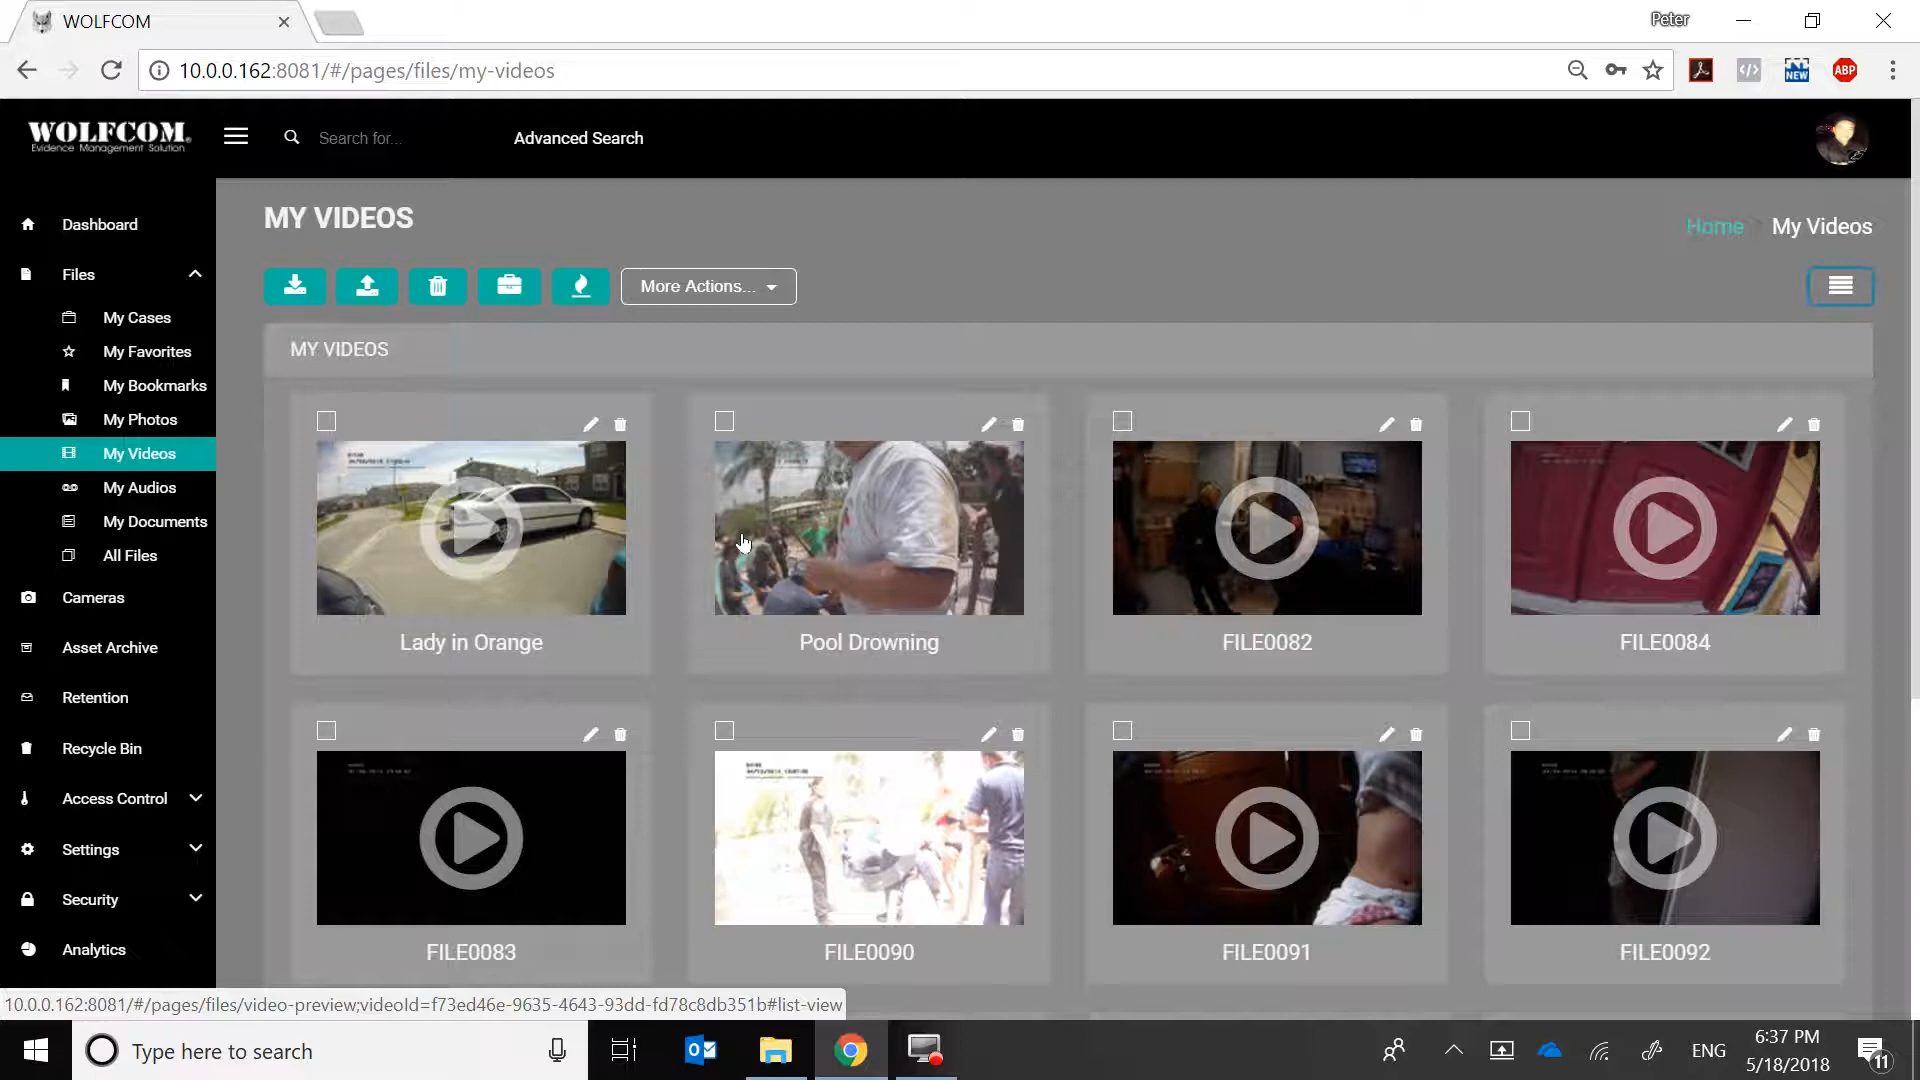 WOLFCOM
Peter
10.0.0.162:8081/#/pages/files/my-videos
NEW
ABP
WOLFCOM
Evidence Management Solution
Search for...
Advanced Search
Dashboard
Files
My Cases
My Favorites
My Bookmarks
My Photos
My Videos
My Audios
My Documents
All Files
Cameras
Asset Archive
Retention
Recycle Bin
Access Control
Settings
Security
Analytics
MY VIDEOS
Home
My Videos
More Actions...
MY VIDEOS
Lady in Orange
Pool Drowning
FILE0082
FILE0084
FILE0083
FILE0090
FILE0091
FILE0092
10.0.0.162:8081/#/pages/files/video-preview;videoId=f73ed46e-9635-4643-93dd-fd78c8db351b#list-view
Type here to search
ENG
6:37 PM
5/18/2018
11